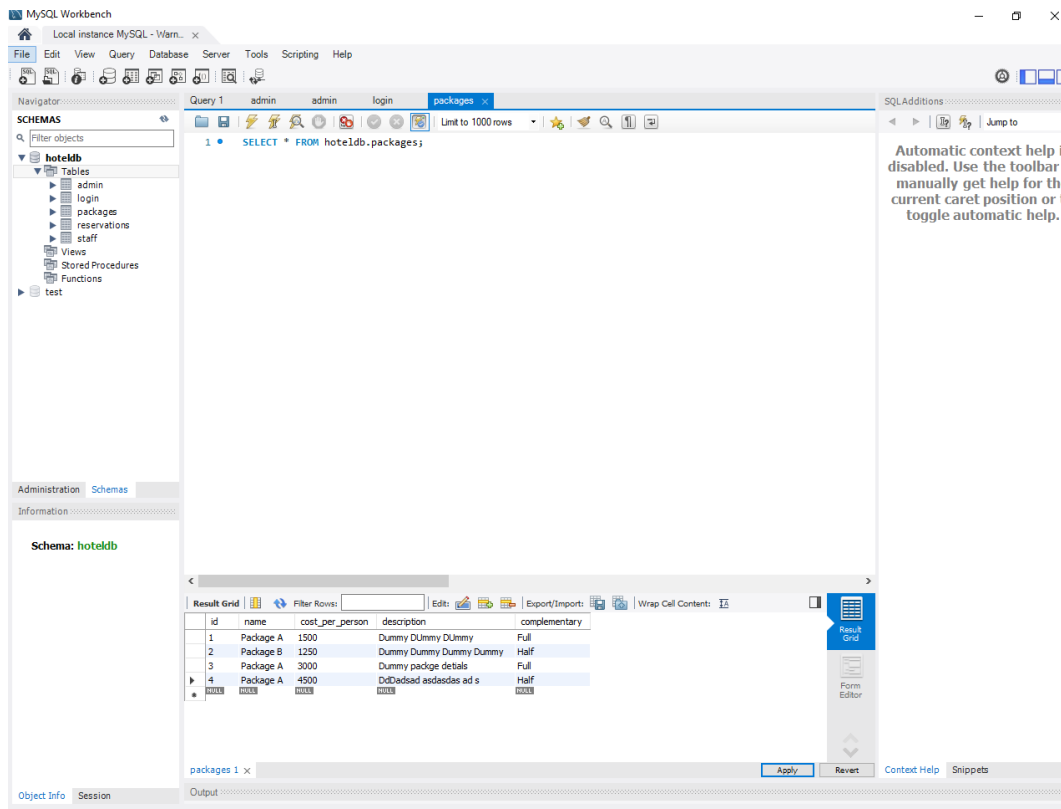 MySQL Workbench
Local instance MySQL - Warn... ×
File Edit View Query Database Server Tools Scripting Help
Navigator
SCHEMAS
Filter objects
hoteldb
Tables
admin
login
packages
reservations
staff
Views
Stored Procedures
Functions
test
Administration Schemas
Information
Schema: hoteldb
Object Info Session
Query 1 admin admin login packages ×
Limit to 1000 rows
1 SELECT * FROM hoteldb.packages;
Result Grid Filter Rows: Edit: Export/Import: Wrap Cell Content:
id name cost_per_person description complementary
1 Package A 1500 Dummy DUmmy DUmmy Full
2 Package B 1250 Dummy Dummy Dummy Dummy Half
3 Package A 3000 Dummy packge detials Full
4 Package A 4500 DdDadsad asdasdas ad s Half
NULL NULL NULL NULL NULL
Result
Grid
Form
Editor
packages 1 × Apply Revert
Output
SQLAdditions
Jump to
Automatic context help i
disabled. Use the toolbar
manually get help for th
current caret position or t
toggle automatic help.
Context Help Snippets